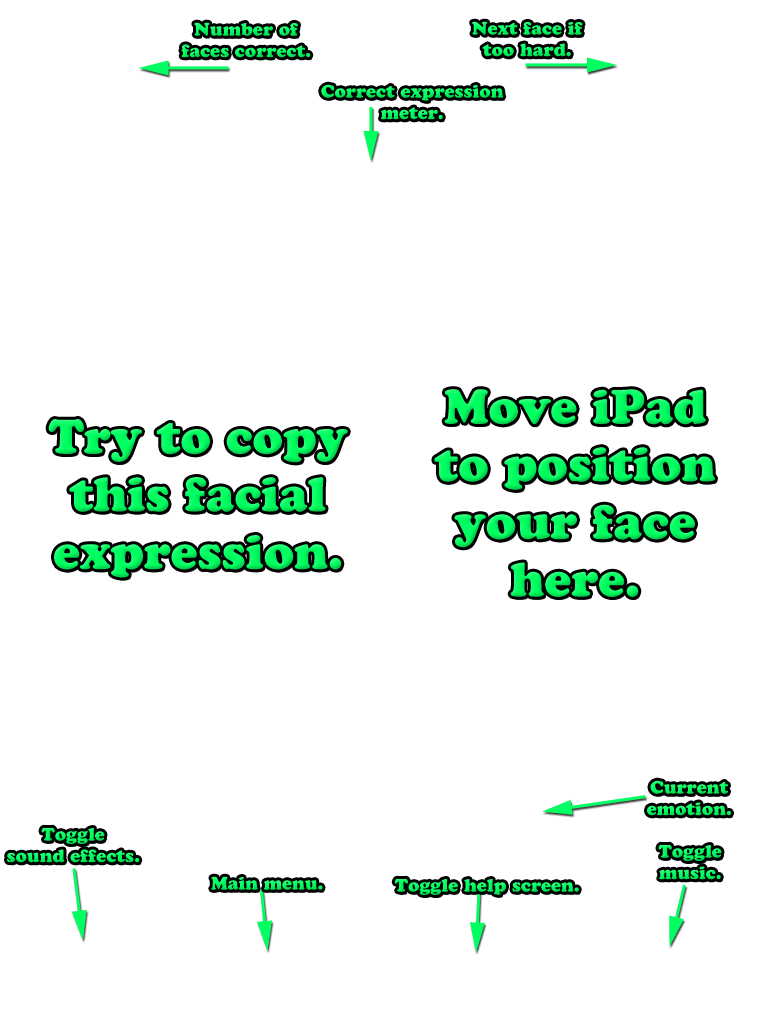 Number of
faces correct.
Next face if
too hard.
Correct expression
meter.
Try to copy
this facial
expression.
Move iPad
to position
your face
here.
Current
emotion.
Toggle
sound effects.
Toggle
music.
Main menu.
Toggle help screen.